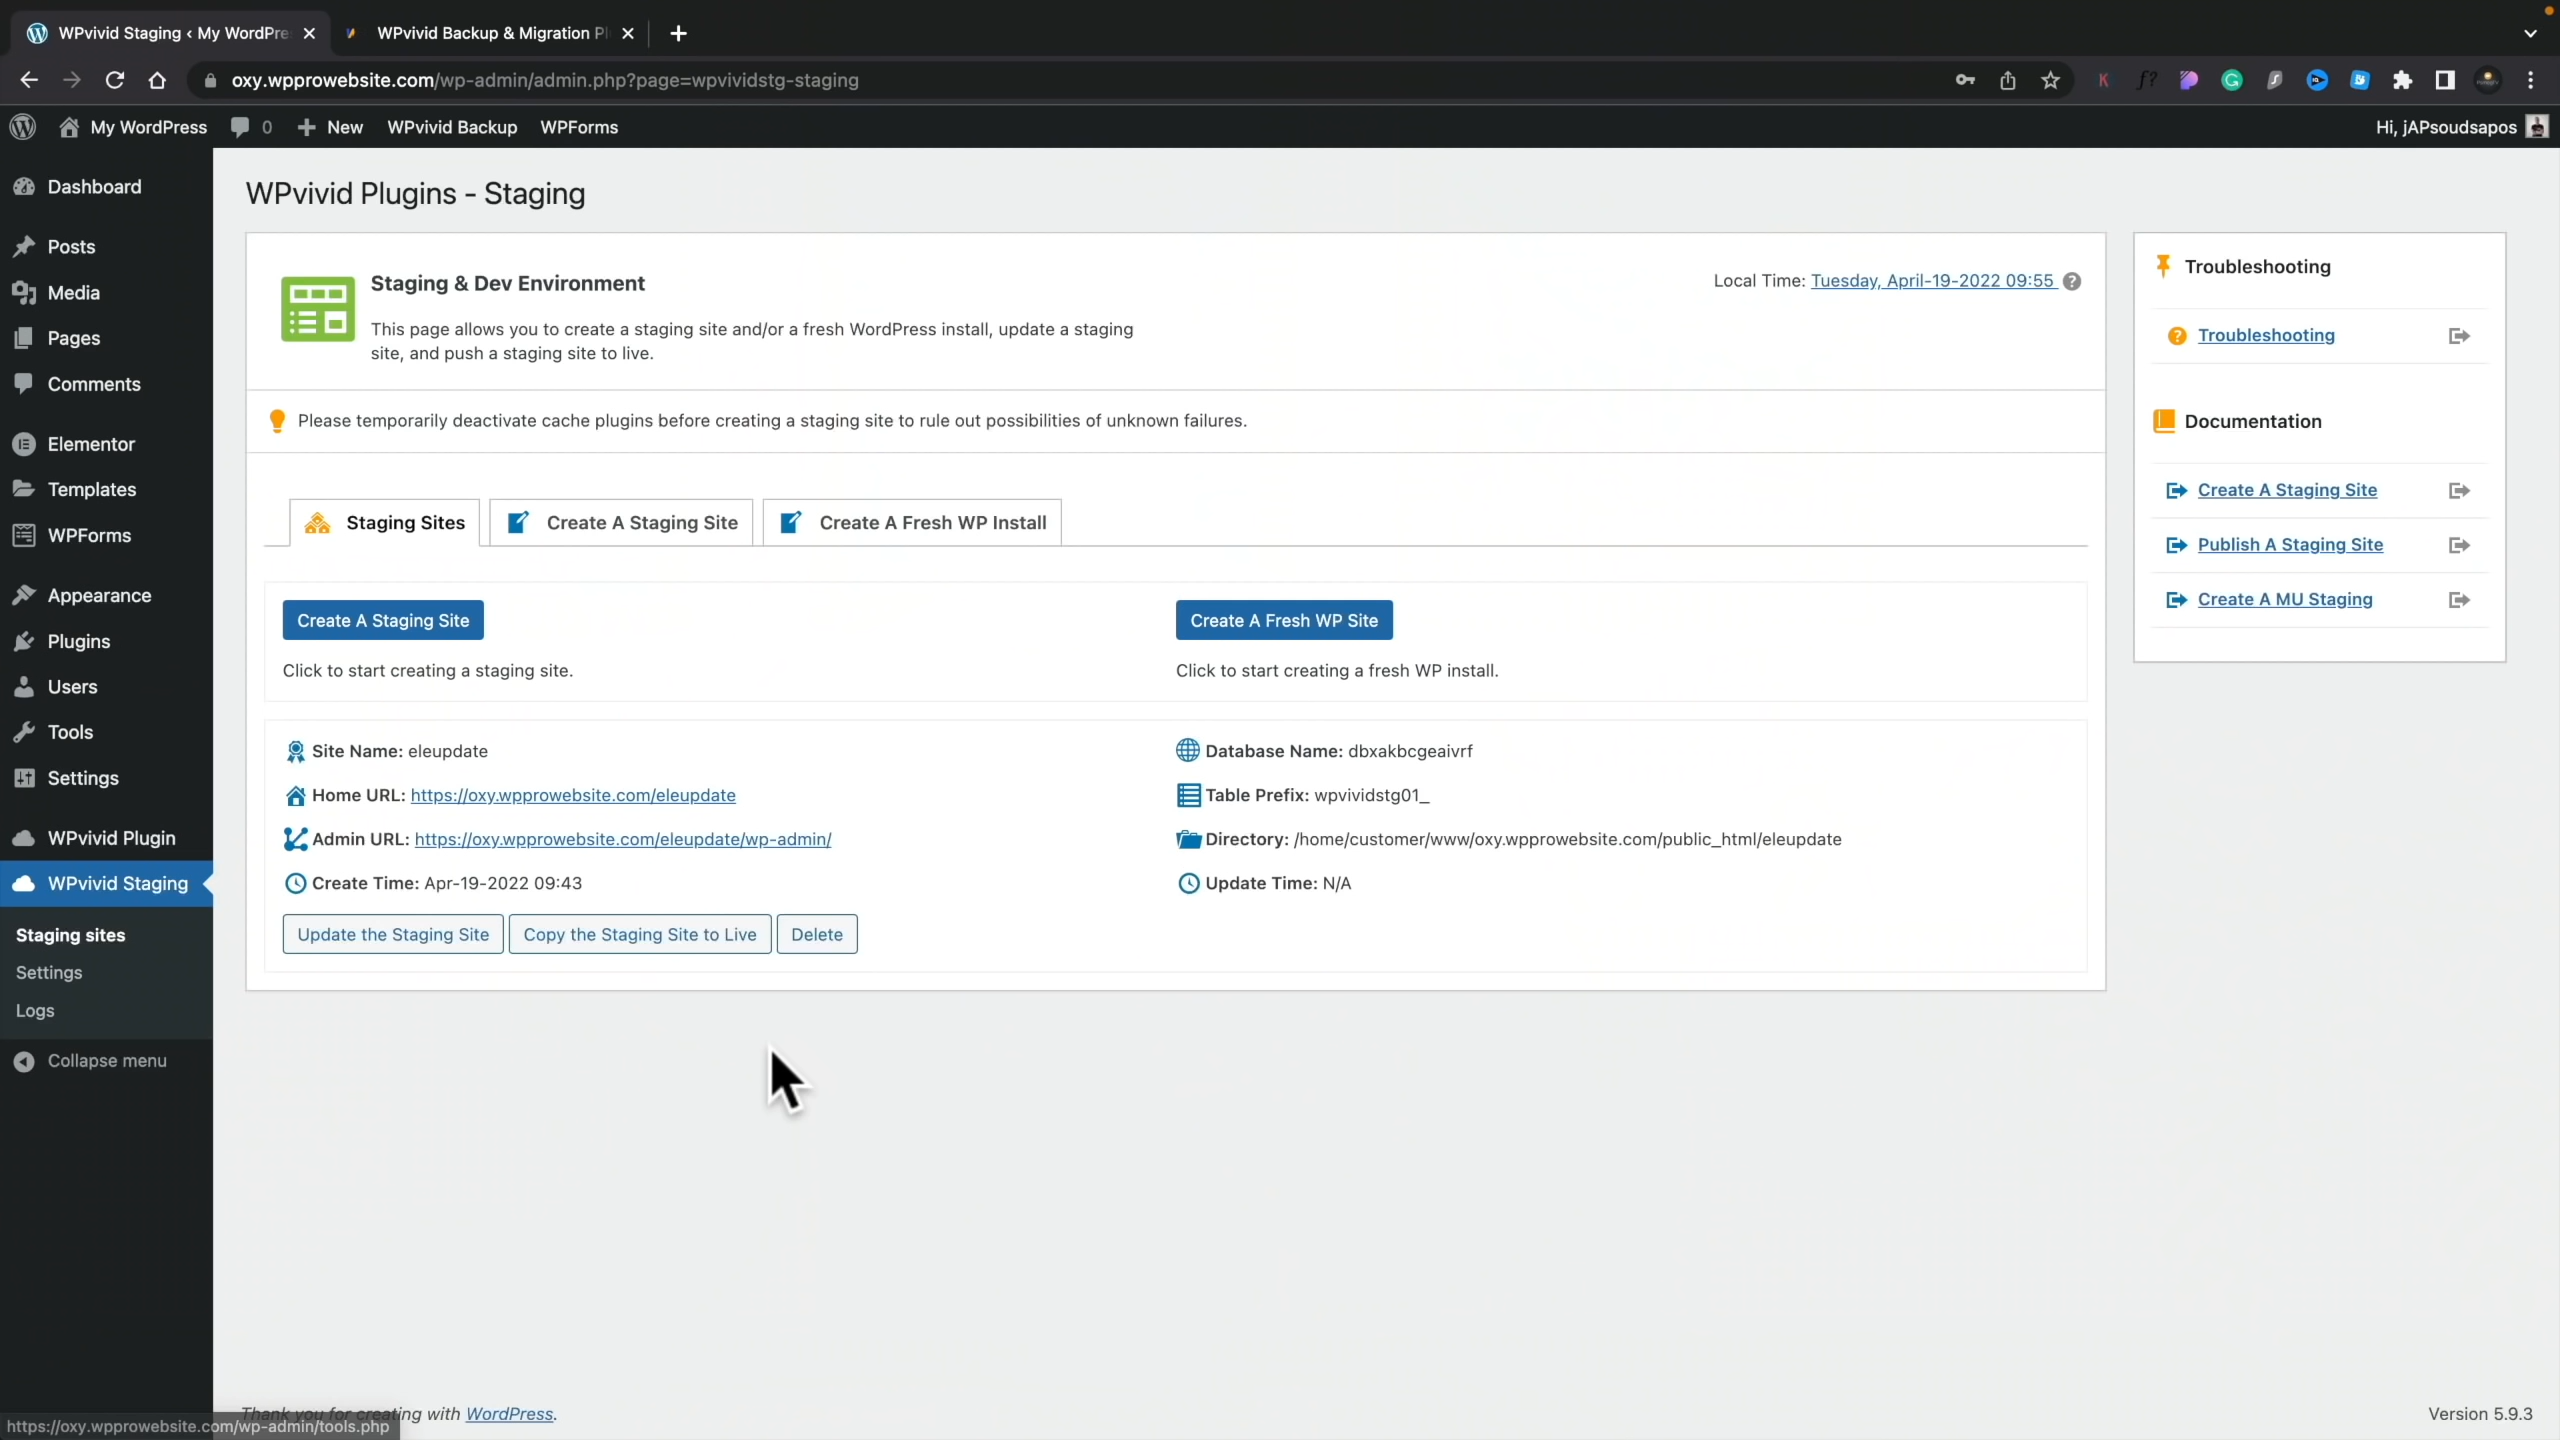 WPvivid Staging ‹ My WordPre
WPvivid Backup & Migration Pl
oxy.wpprowebsite.com/wp-admin/admin.php?page=wpvividstg-staging
My WordPress
0
New
WPvivid Backup
WPForms
Hi, jAPsoudsapos
Dashboard
Posts
Media
Pages
Comments
Elementor
Templates
WPForms
Appearance
Plugins
Users
Tools
Settings
WPvivid Plugin
WPvivid Staging
Staging sites
Settings
Logs
Collapse menu
WPvivid Plugins - Staging
Staging & Dev Environment
This page allows you to create a staging site and/or a fresh WordPress install, update a staging
site, and push a staging site to live.
Local Time: Tuesday, April-19-2022 09:55
Please temporarily deactivate cache plugins before creating a staging site to rule out possibilities of unknown failures.
Staging Sites
Create A Staging Site
Create A Fresh WP Install
Create A Staging Site
Click to start creating a staging site.
Create A Fresh WP Site
Click to start creating a fresh WP install.
Site Name: eleupdate
Database Name: dbxakbcgeaivrf
Home URL: https://oxy.wpprowebsite.com/eleupdate
Table Prefix: wpvividstg01_
Admin URL: https://oxy.wpprowebsite.com/eleupdate/wp-admin/
Directory: /home/customer/www/oxy.wpprowebsite.com/public_html/eleupdate
Create Time: Apr-19-2022 09:43
Update Time: N/A
Update the Staging Site
Copy the Staging Site to Live
Delete
Troubleshooting
Troubleshooting
Documentation
Create A Staging Site
Publish A Staging Site
Create A MU Staging
Thank you for creating with WordPress.
Version 5.9.3
https://oxy.wpprowebsite.com/wp-admin/tools.php